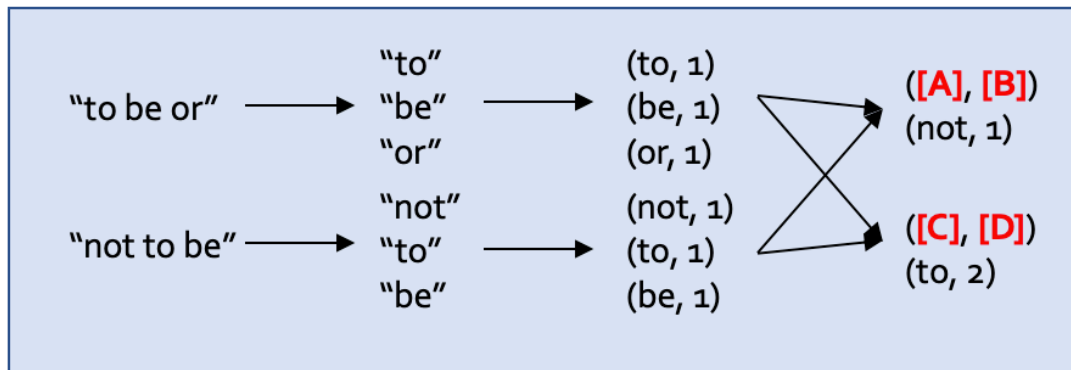 “to be or”
“to”
“be”
“or”
(to, 1)
(be, 1)
(or, 1)
([A], [B])
(not, 1)
“not to be”
“not”
“to”
“be”
(not, 1)
(to, 1)
(be, 1)
([C], [D])
(to, 2)